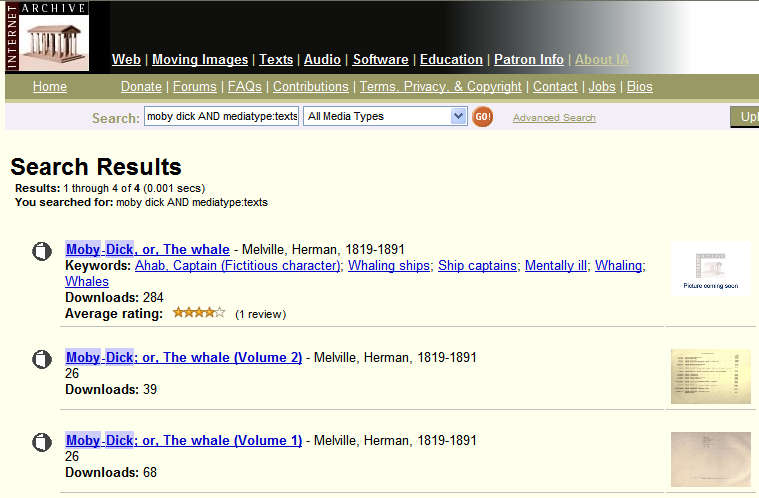 INTERNET ARCHIVE
Web | Moving Images | Texts | Audio | Software | Education | Patron Info | About IA
Home Donate | Forums | FAQs | Contributions | Terms, Privacy, & Copyright | Contact | Jobs | Bios
Search: moby dick AND mediatype:texts All Media Types GO! Advanced Search Upl
Search Results
Results: 1 through 4 of 4 (0.001 secs)
You searched for: moby dick AND mediatype:texts
Moby-Dick, or, The whale - Melville, Herman, 1819-1891
Keywords: Ahab, Captain (Fictitious character); Whaling ships; Ship captains; Mentally ill; Whaling;
Whales
Downloads: 284
Average rating: (1 review)
Picture coming soon
Moby-Dick; or, The whale (Volume 2) - Melville, Herman, 1819-1891
26
Downloads: 39
Moby-Dick; or, The whale (Volume 1) - Melville, Herman, 1819-1891
26
Downloads: 68